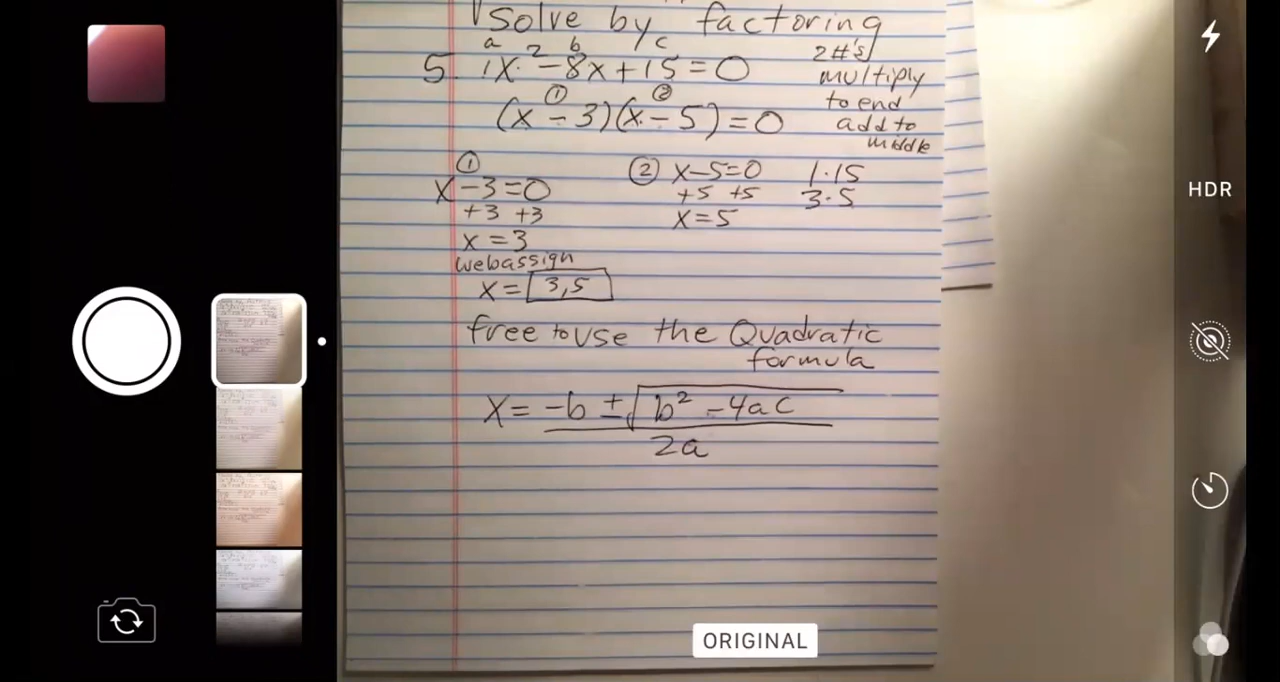 Solve by factoring
a b c
5. 1x² - 8x + 15 = 0
① ②
(x - 3)(x - 5) = 0
2 #'s
multiply
to end
add to
middle
①
x - 3 = 0
+3 +3
x = 3
② x - 5 = 0
+5 +5
x = 5
1·15
3·5
webassign
x = 3,5
free to use the Quadratic
formula
x = -b ± √b² - 4ac
2a
HDR
ORIGINAL